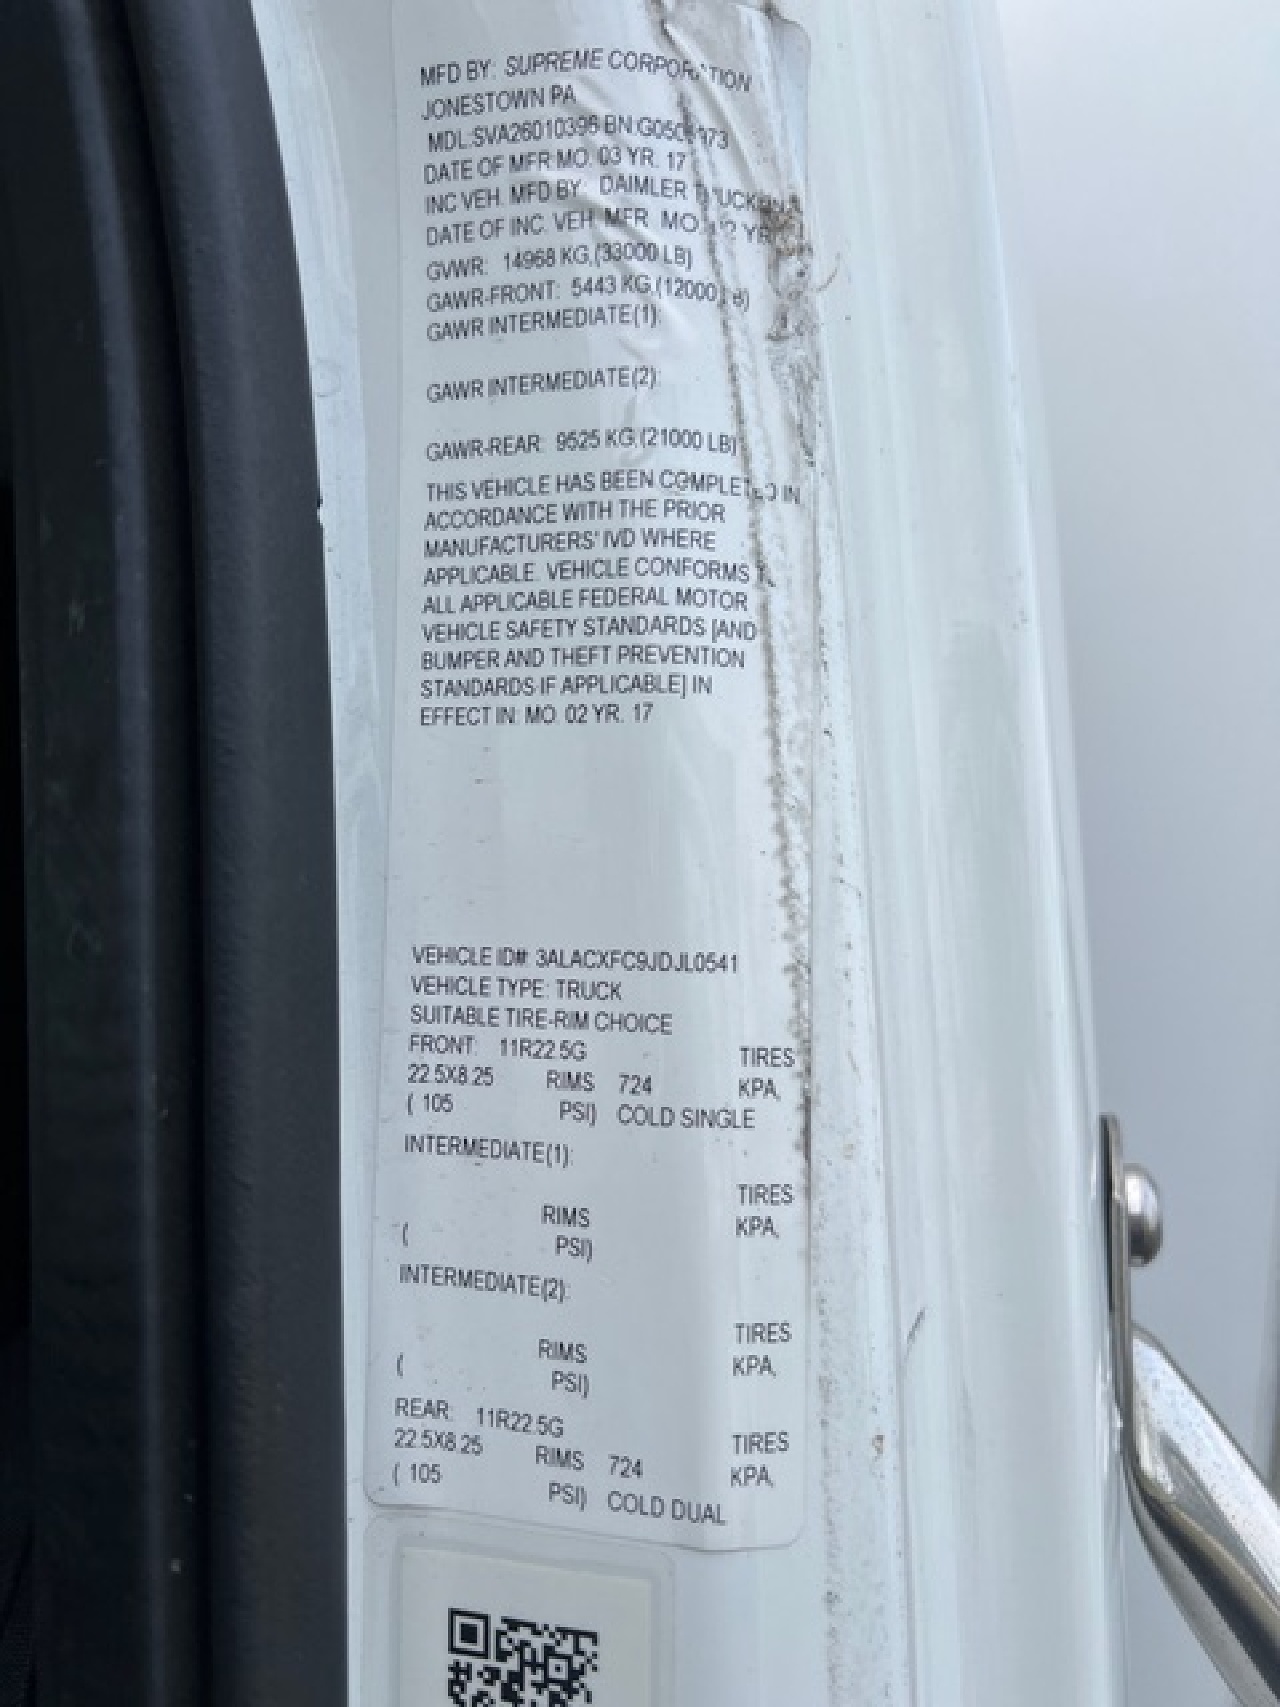 MFD BY: SUPREME CORPORATION
JONESTOWN PA
MDL:SVA26010396
DATE OF MFR MO. 03 YR. 17
INC VEH. MFD BY: DAIMLER
DATE OF INC. VEH. MFR MO. YR
GVWR: 14968 KG,(33000 LB)
GAWR-FRONT: 5443 KG,(12000 LB)
GAWR INTERMEDIATE(1):
GAWR INTERMEDIATE(2):
GAWR-REAR: 9525 KG,(21000 LB)
THIS VEHICLE HAS BEEN COMPLETED IN
ACCORDANCE WITH THE PRIOR
MANUFACTURERS' IVD WHERE
APPLICABLE. VEHICLE CONFORMS
ALL APPLICABLE FEDERAL MOTOR
VEHICLE SAFETY STANDARDS [AND
BUMPER AND THEFT PREVENTION
STANDARDS IF APPLICABLE] IN
EFFECT IN: MO. 02 YR. 17
VEHICLE ID#: 3ALACXFC9JDJL0541
VEHICLE TYPE: TRUCK
SUITABLE TIRE-RIM CHOICE
FRONT: 11R22.5G TIRES
22.5X8.25 RIMS 724 KPA,
( 105 PSI) COLD SINGLE
INTERMEDIATE(1):
TIRES
RIMS KPA,
( PSI)
INTERMEDIATE(2):
TIRES
RIMS KPA,
( PSI)
REAR: 11R22.5G TIRES
22.5X8.25 RIMS 724 KPA,
( 105 PSI) COLD DUAL